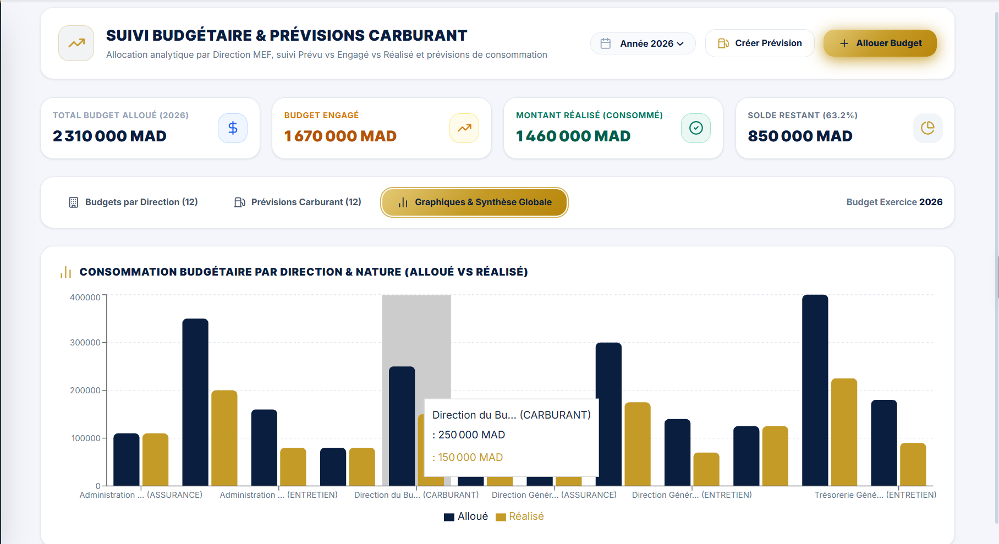 SUIVI BUDGÉTAIRE & PRÉVISIONS CARBURANT
Allocation analytique par Direction MEF, suivi Prévu vs Engagé vs Réalisé et prévisions de consommation
Année 2026
Créer Prévision
Allouer Budget
TOTAL BUDGET ALLOUÉ (2026)
2 310 000 MAD
BUDGET ENGAGÉ
1 670 000 MAD
MONTANT RÉALISÉ (CONSOMMÉ)
1 460 000 MAD
SOLDE RESTANT (63.2%)
850 000 MAD
Budgets par Direction (12)
Prévisions Carburant (12)
Graphiques & Synthèse Globale
Budget Exercice 2026
CONSOMMATION BUDGÉTAIRE PAR DIRECTION & NATURE (ALLOUÉ VS RÉALISÉ)
400000
300000
200000
100000
0
Direction du Bu... (CARBURANT)
: 250 000 MAD
: 150 000 MAD
Administration ... (ASSURANCE)
Administration ... (ENTRETIEN)
Direction du Bu... (CARBURANT)
Direction Génér... (ASSURANCE)
Direction Génér... (ENTRETIEN)
Trésorerie Géné... (ENTRETIEN)
Alloué
Réalisé